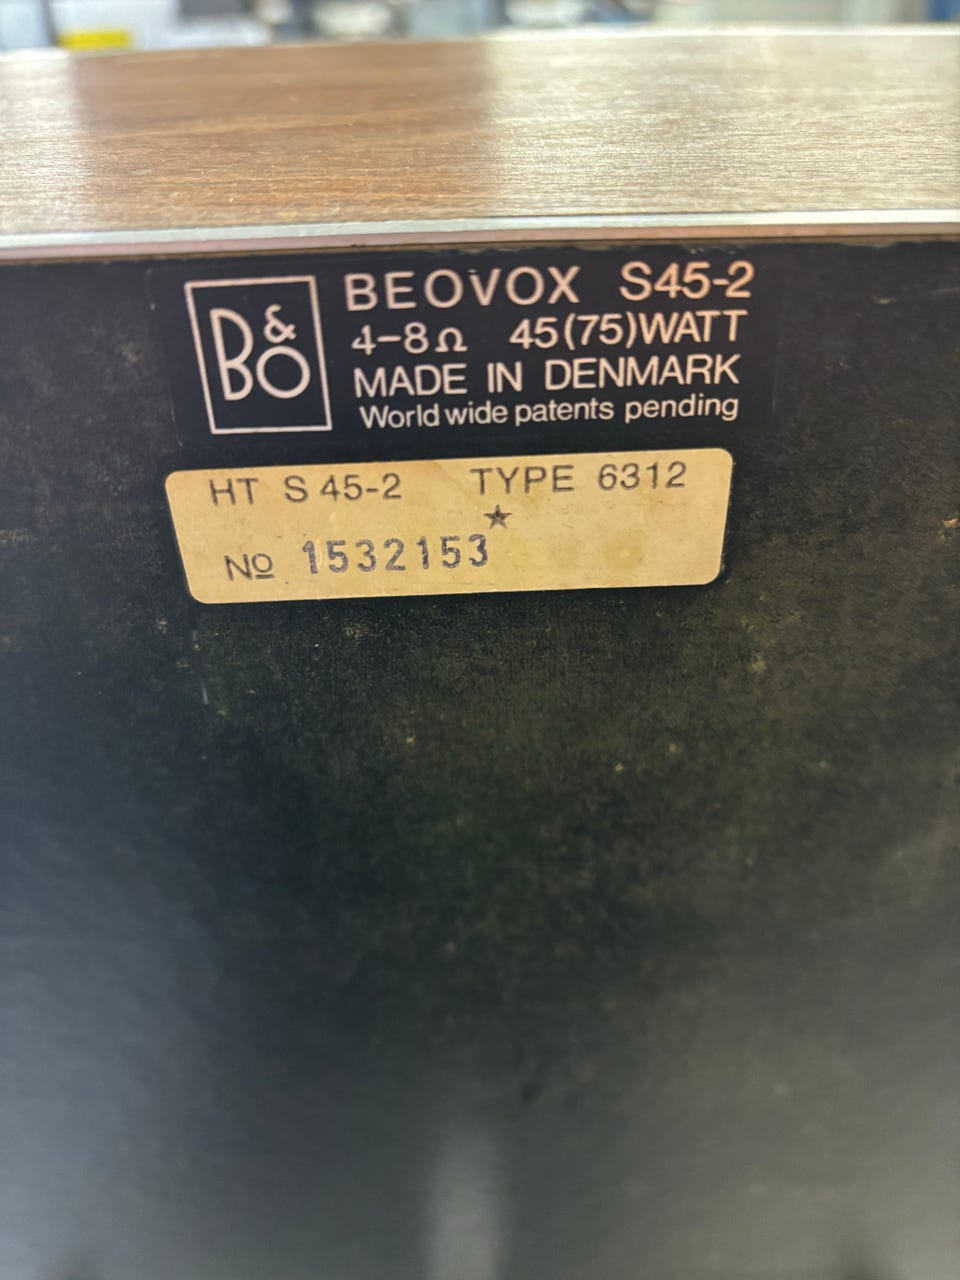 B&O
BEOVOX S45-2
4-8Ω 45(75)WATT
MADE IN DENMARK
World wide patents pending
HT S 45-2 TYPE 6312
★
No 1532153